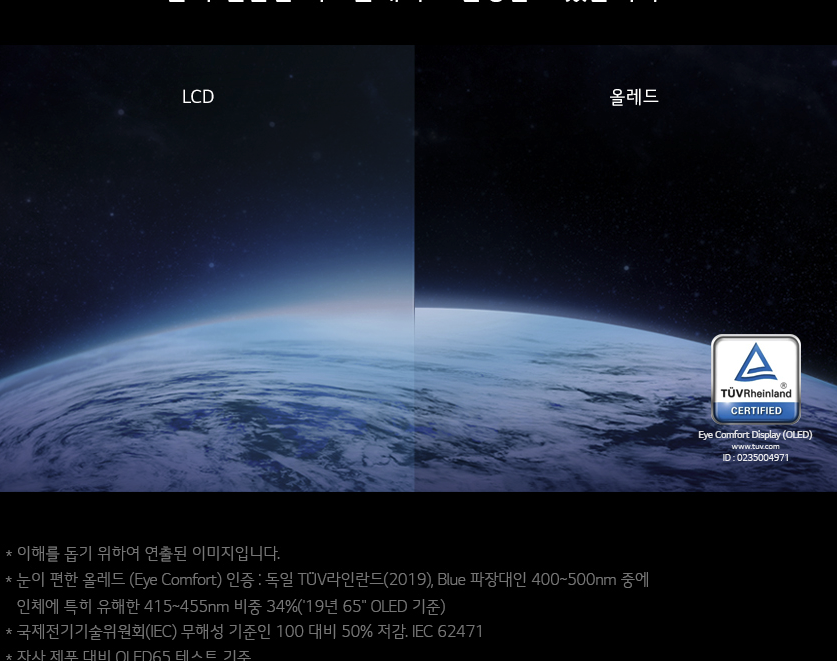 LCD
올레드
TÜVRheinland
®
CERTIFIED
Eye Comfort Display (OLED)
www.tuv.com
ID : 0235004971
* 이해를 돕기 위하여 연출된 이미지입니다.
* 눈이 편한 올레드 (Eye Comfort) 인증 : 독일 TÜV라인란드(2019), Blue 파장대인 400~500nm 중에
인체에 특히 유해한 415~455nm 비중 34%('19년 65" OLED 기준)
* 국제전기기술위원회(IEC) 무해성 기준인 100 대비 50% 저감. IEC 62471
* 자사 제품 대비 OLED65 테스트 기준